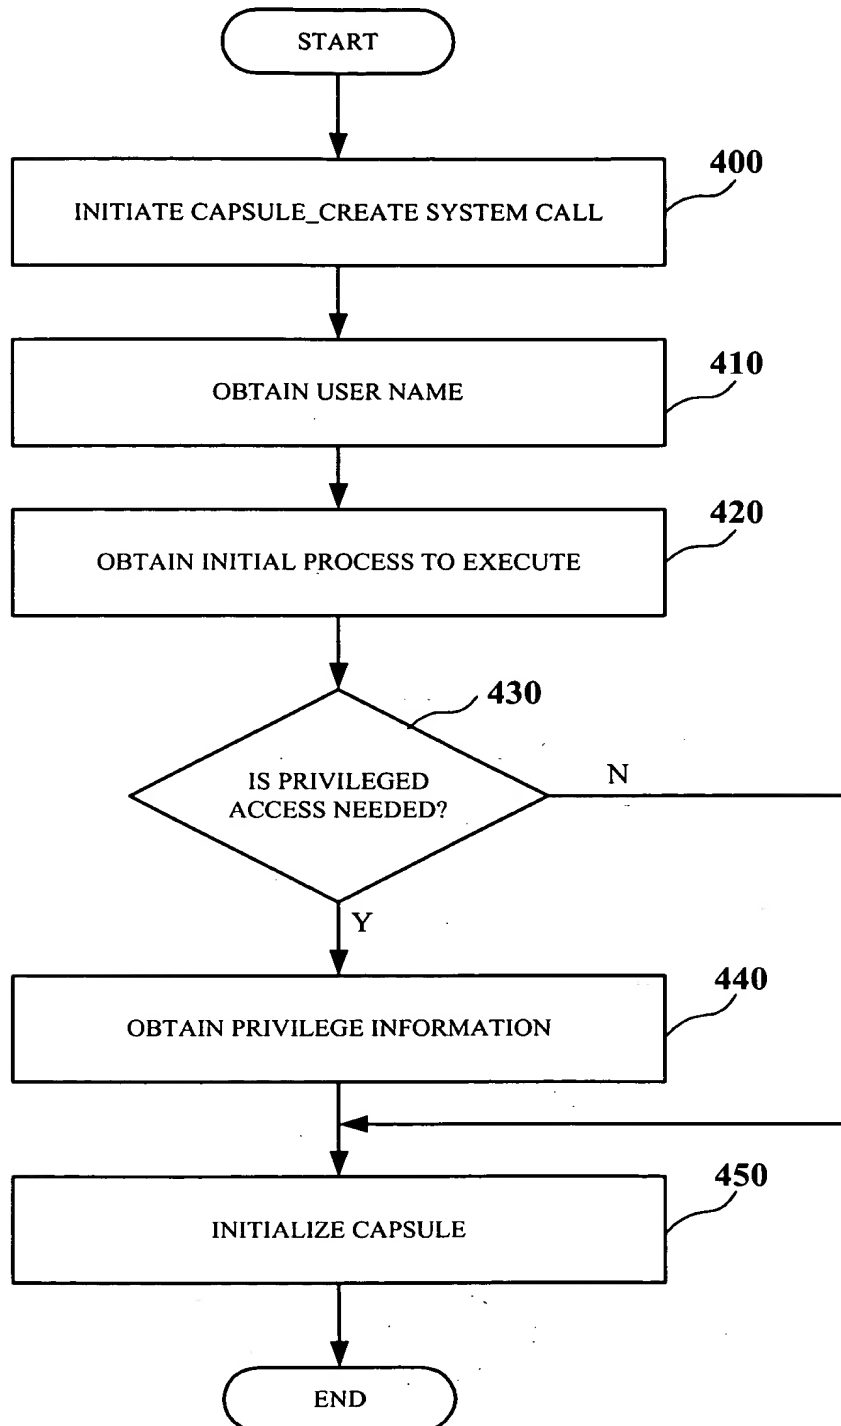 START
400
INITIATE CAPSULE_CREATE SYSTEM CALL
410
OBTAIN USER NAME
420
OBTAIN INITIAL PROCESS TO EXECUTE
430
IS PRIVILEGED
ACCESS NEEDED?
N
Y
440
OBTAIN PRIVILEGE INFORMATION
450
INITIALIZE CAPSULE
END